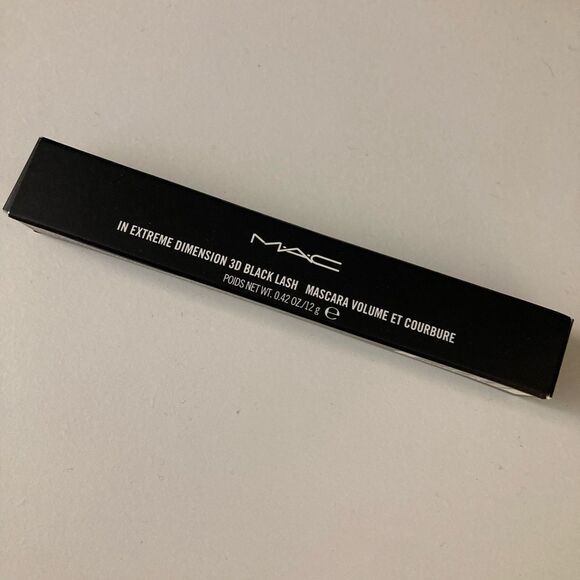 M·A·C
IN EXTREME DIMENSION 3D BLACK LASH MASCARA VOLUME ET COURBURE
POIDS NET WT. 0.42 OZ./12 g ℮